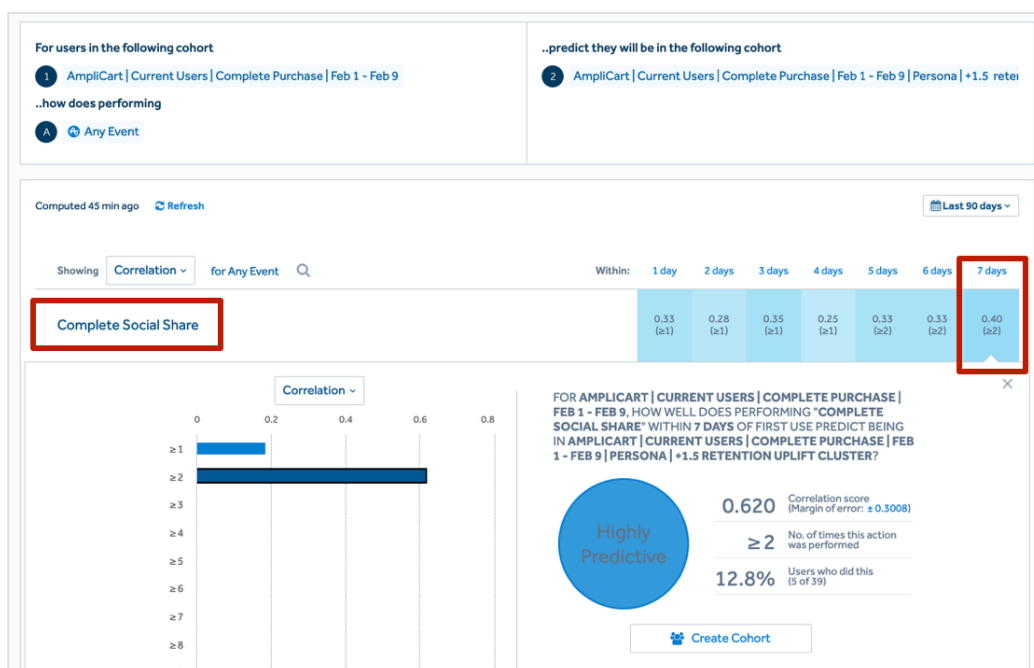 For users in the following cohort
1 AmpliCart | Current Users | Complete Purchase | Feb 1 - Feb 9
..how does performing
A Any Event
..predict they will be in the following cohort
2 AmpliCart | Current Users | Complete Purchase | Feb 1 - Feb 9 | Persona | +1.5 reter
Computed 45 min ago Refresh
Last 90 days
Showing Correlation for Any Event
Within: 1 day 2 days 3 days 4 days 5 days 6 days 7 days
Complete Social Share
0.33 0.28 0.35 0.25 0.33 0.33 0.40
(≥1) (≥1) (≥1) (≥1) (≥2) (≥2) (≥2)
Correlation
0 0.2 0.4 0.6 0.8
≥1
≥2
≥3
≥4
≥5
≥6
≥7
≥8
FOR AMPLICART | CURRENT USERS | COMPLETE PURCHASE |
FEB 1 - FEB 9, HOW WELL DOES PERFORMING "COMPLETE
SOCIAL SHARE" WITHIN 7 DAYS OF FIRST USE PREDICT BEING
IN AMPLICART | CURRENT USERS | COMPLETE PURCHASE | FEB
1 - FEB 9 | PERSONA | +1.5 RETENTION UPLIFT CLUSTER?
Highly
Predictive
0.620 Correlation score
(Margin of error: ± 0.3008)
≥2 No. of times this action
was performed
12.8% Users who did this
(5 of 39)
Create Cohort